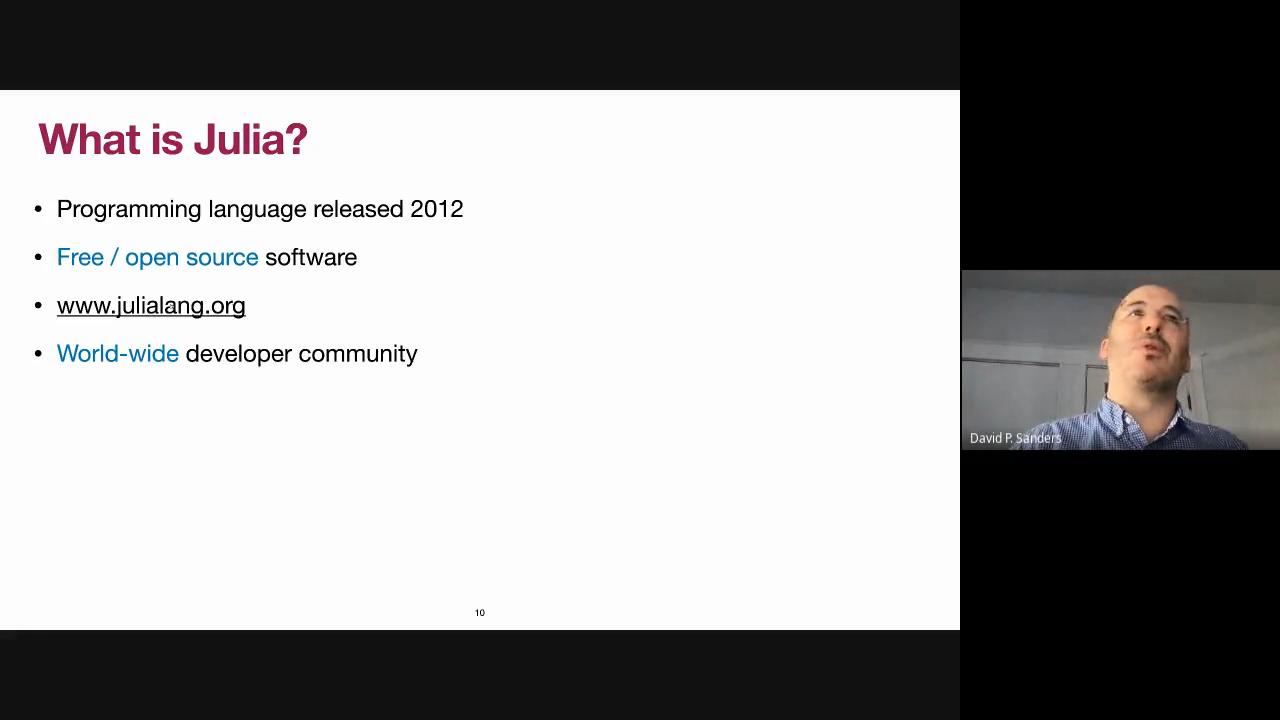 What is Julia?
• Programming language released 2012
• Free / open source software
• www.julialang.org
• World-wide developer community
10
David P. Sanders